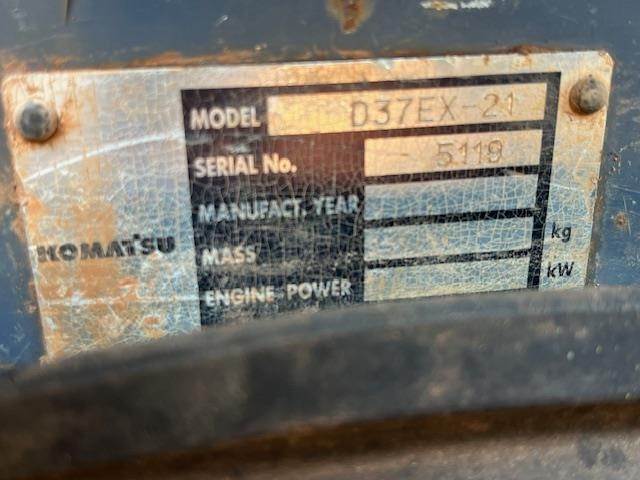 MODEL D37EX-21
SERIAL No. 5119
MANUFACT. YEAR
KOMATSU
MASS kg
ENGINE POWER kW